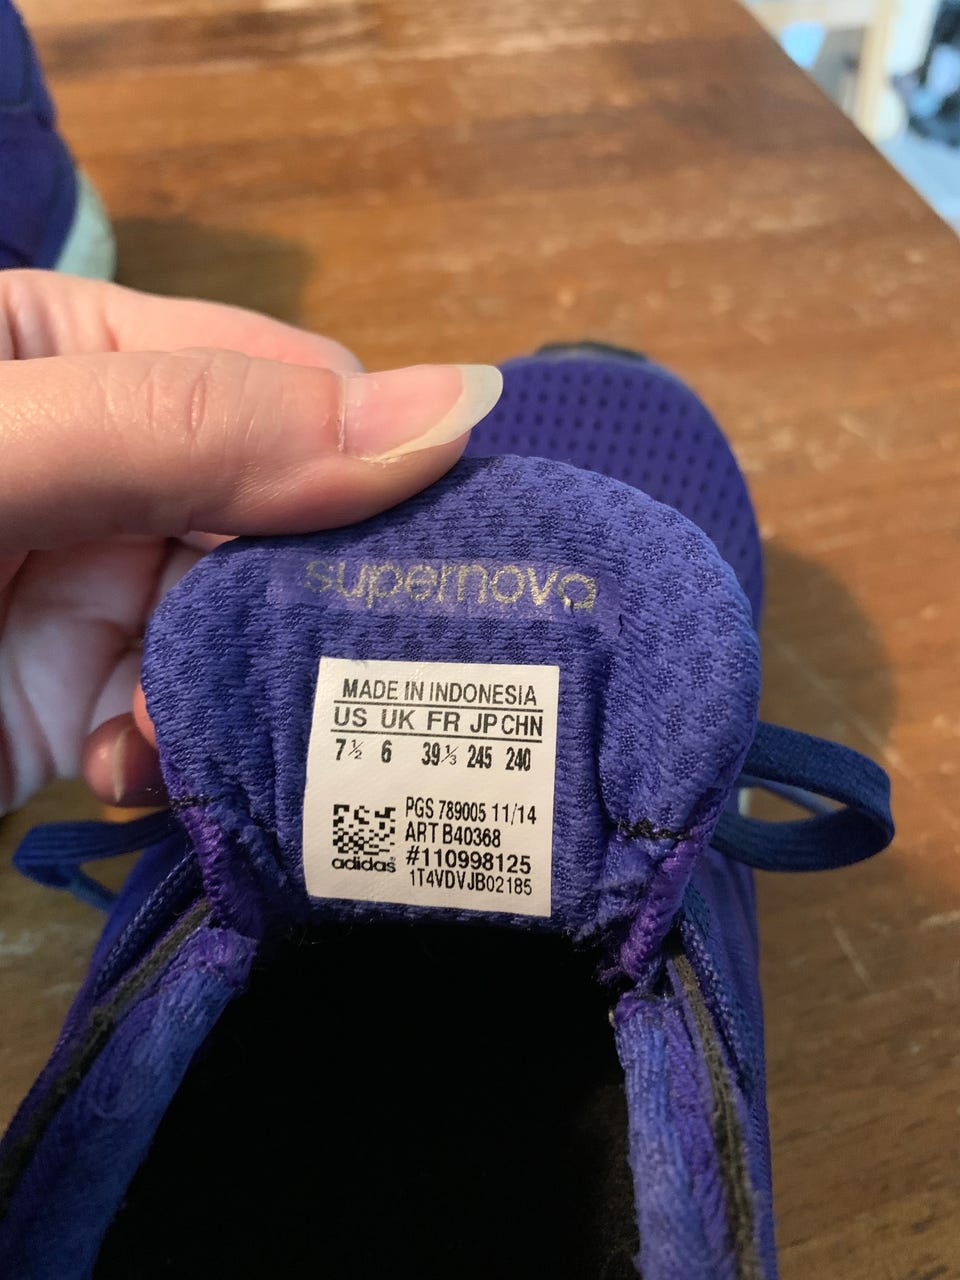 supernova
MADE IN INDONESIA
US UK FR JP CHN
7½ 6 39⅓ 245 240
PGS 789005 11/14
ART B40368
#110998125
1T4VDVJB02185
adidas